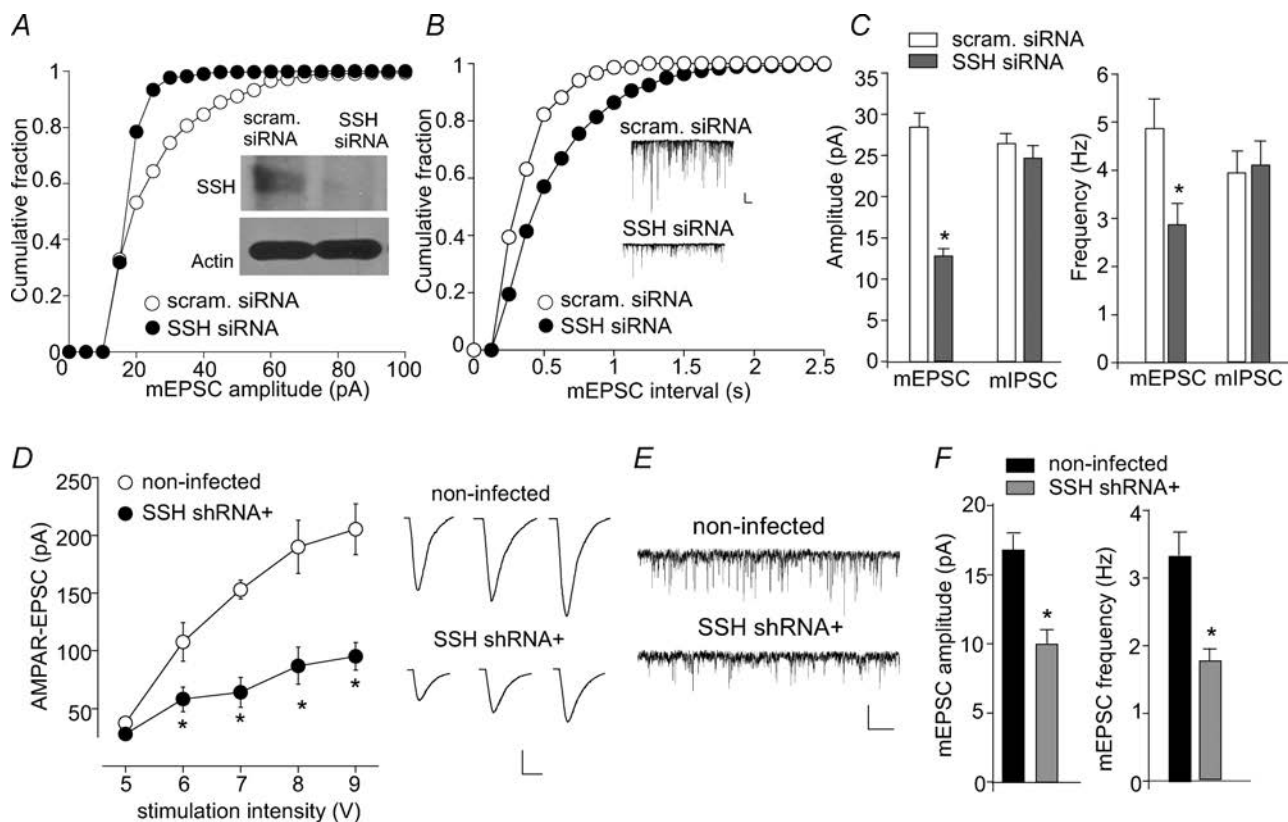 A
1
0.8
0.6
0.4
0.2
0
Cumulative fraction
scram. siRNA
SSH siRNA
SSH
Actin
scram. siRNA
SSH siRNA
20 40 60 80 100
mEPSC amplitude (pA)
B
1
0.8
0.6
0.4
0.2
0
Cumulative fraction
scram. siRNA
SSH siRNA
scram. siRNA
SSH siRNA
0.5 1 1.5 2 2.5
mEPSC interval (s)
C
scram. siRNA
SSH siRNA
35
30
25
20
15
10
5
0
Amplitude (pA)
*
mEPSC mIPSC
6
5
4
3
2
1
0
Frequency (Hz)
*
mEPSC mIPSC
D
non-infected
SSH shRNA+
250
200
150
100
50
AMPAR-EPSC (pA)
* * * *
5 6 7 8 9
stimulation intensity (V)
non-infected
SSH shRNA+
E
non-infected
SSH shRNA+
F
non-infected
SSH shRNA+
20
15
10
5
0
mEPSC amplitude (pA)
*
4
3
2
1
0
mEPSC frequency (Hz)
*